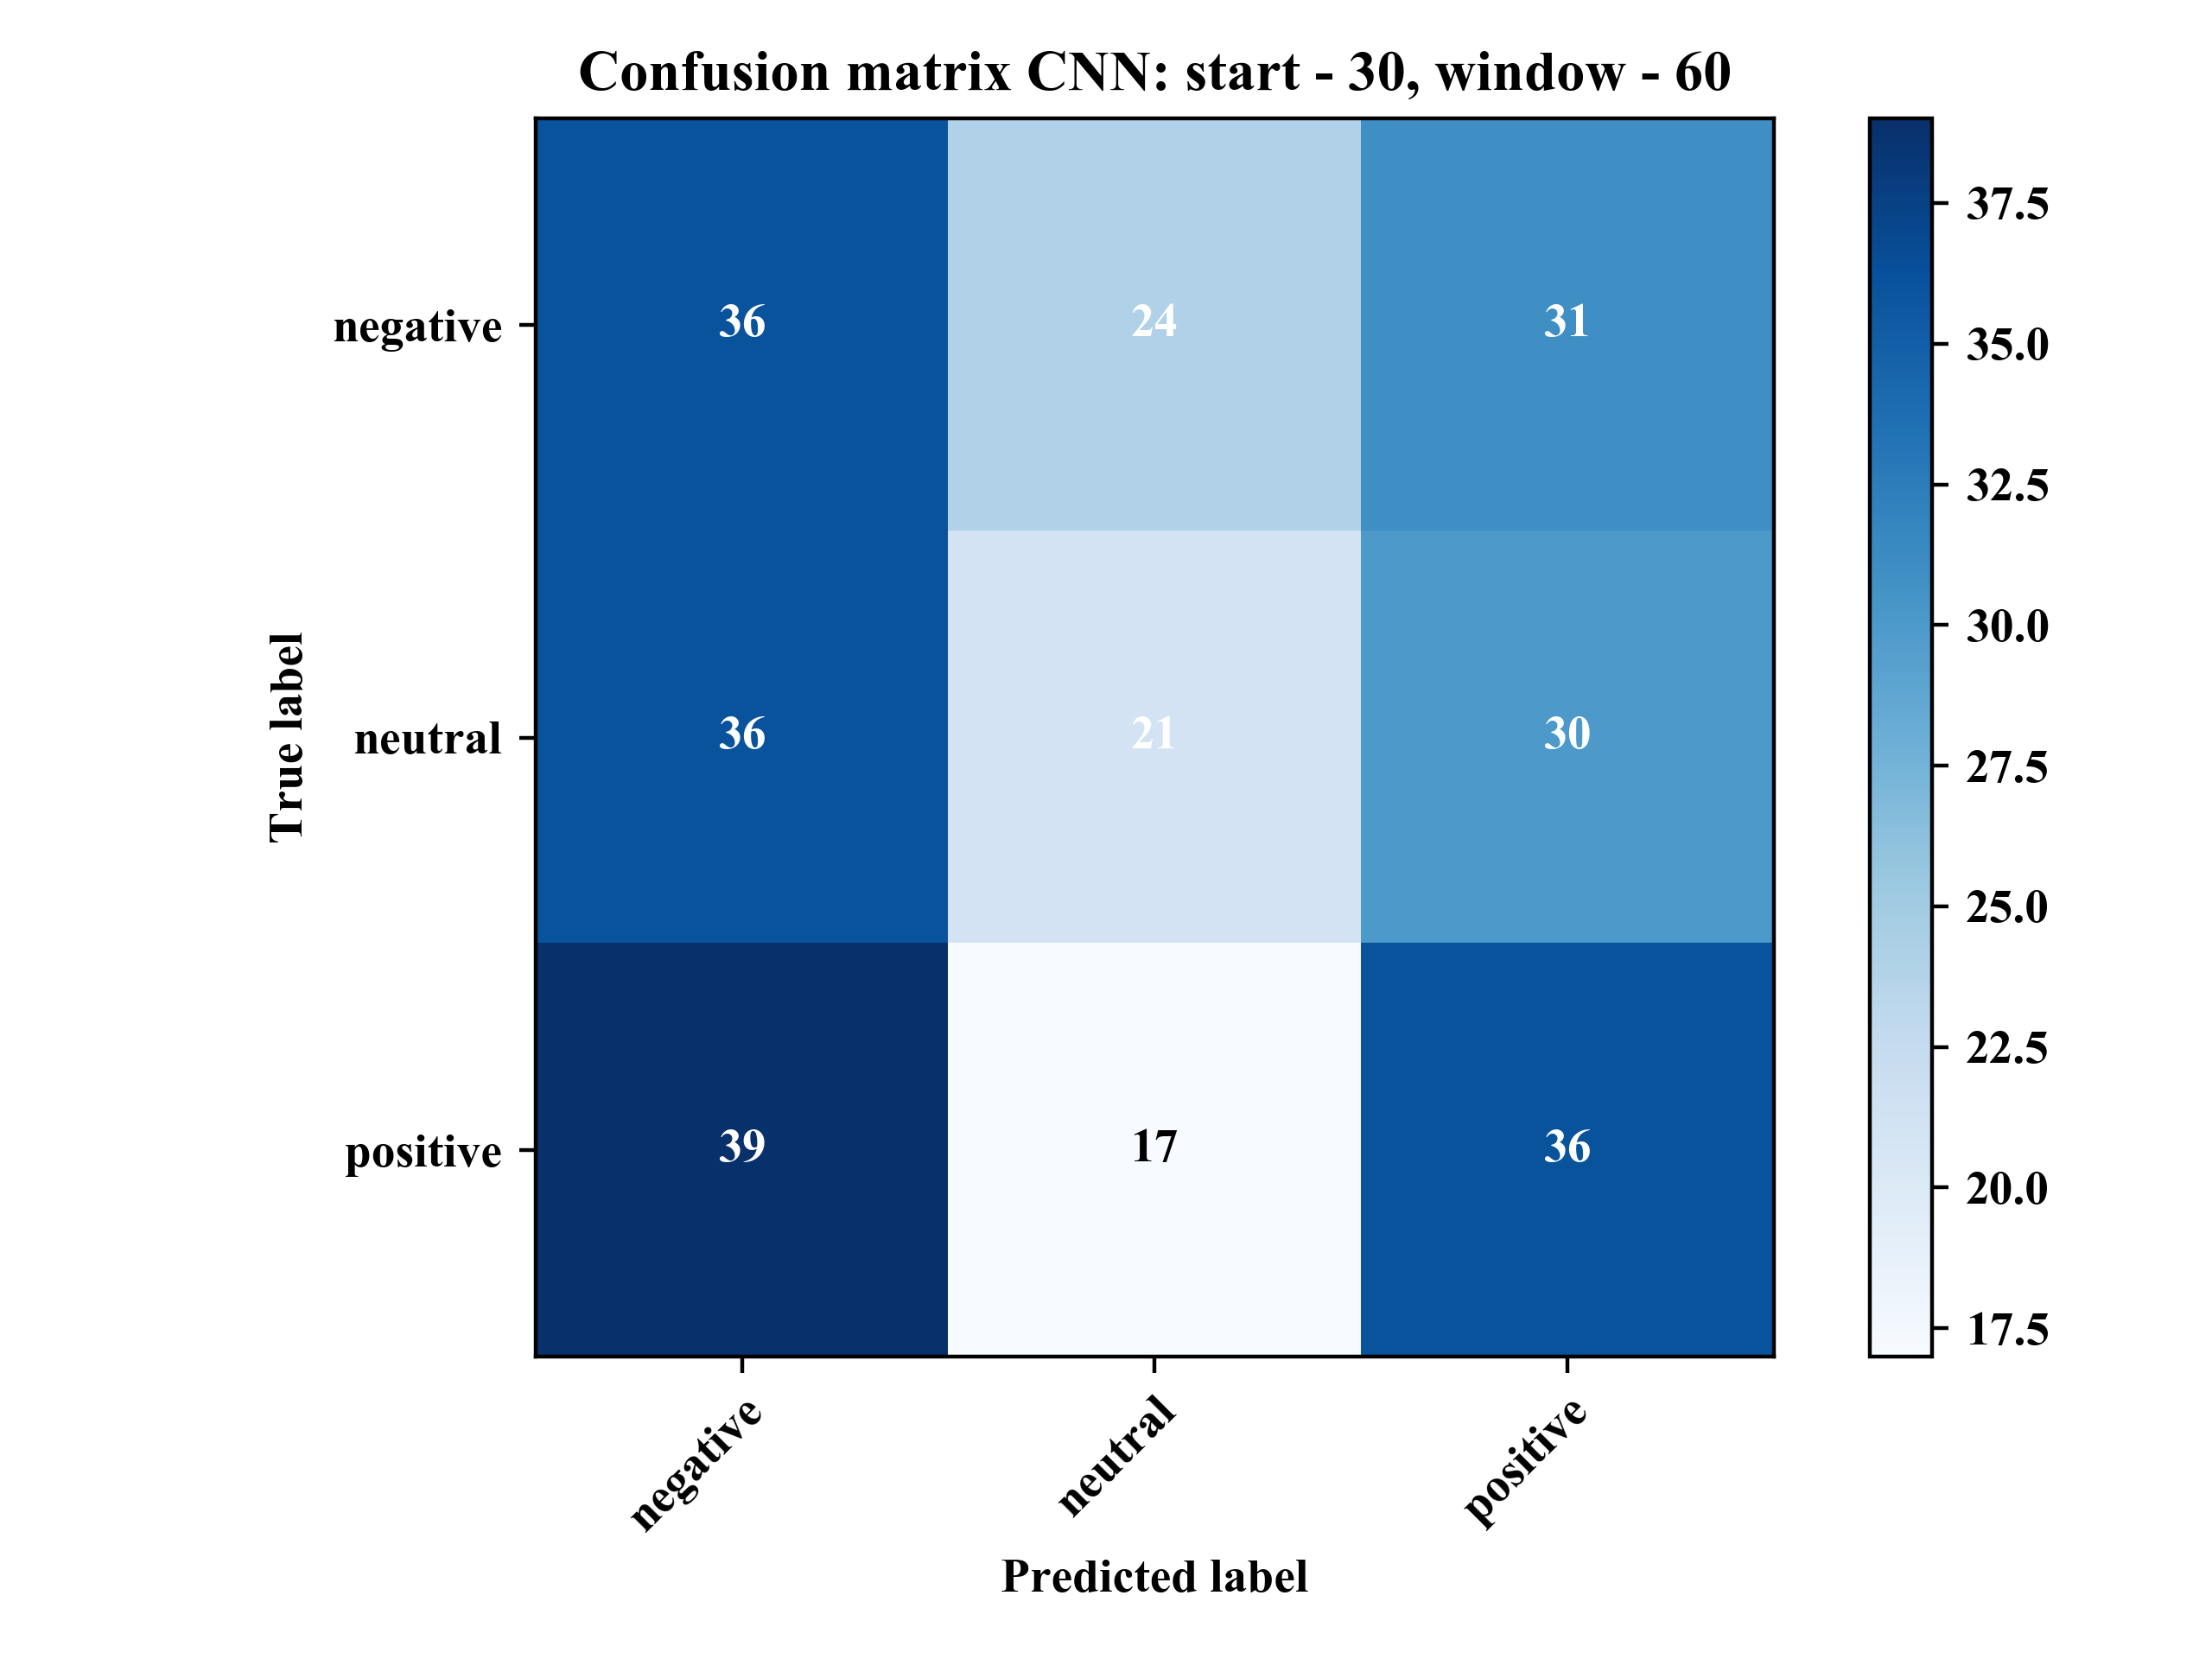 Confusion matrix CNN: start - 30, window - 60
True label
negative
36
24
31
neutral
36
21
30
positive
39
17
36
negative
neutral
positive
Predicted label
37.5
35.0
32.5
30.0
27.5
25.0
22.5
20.0
17.5